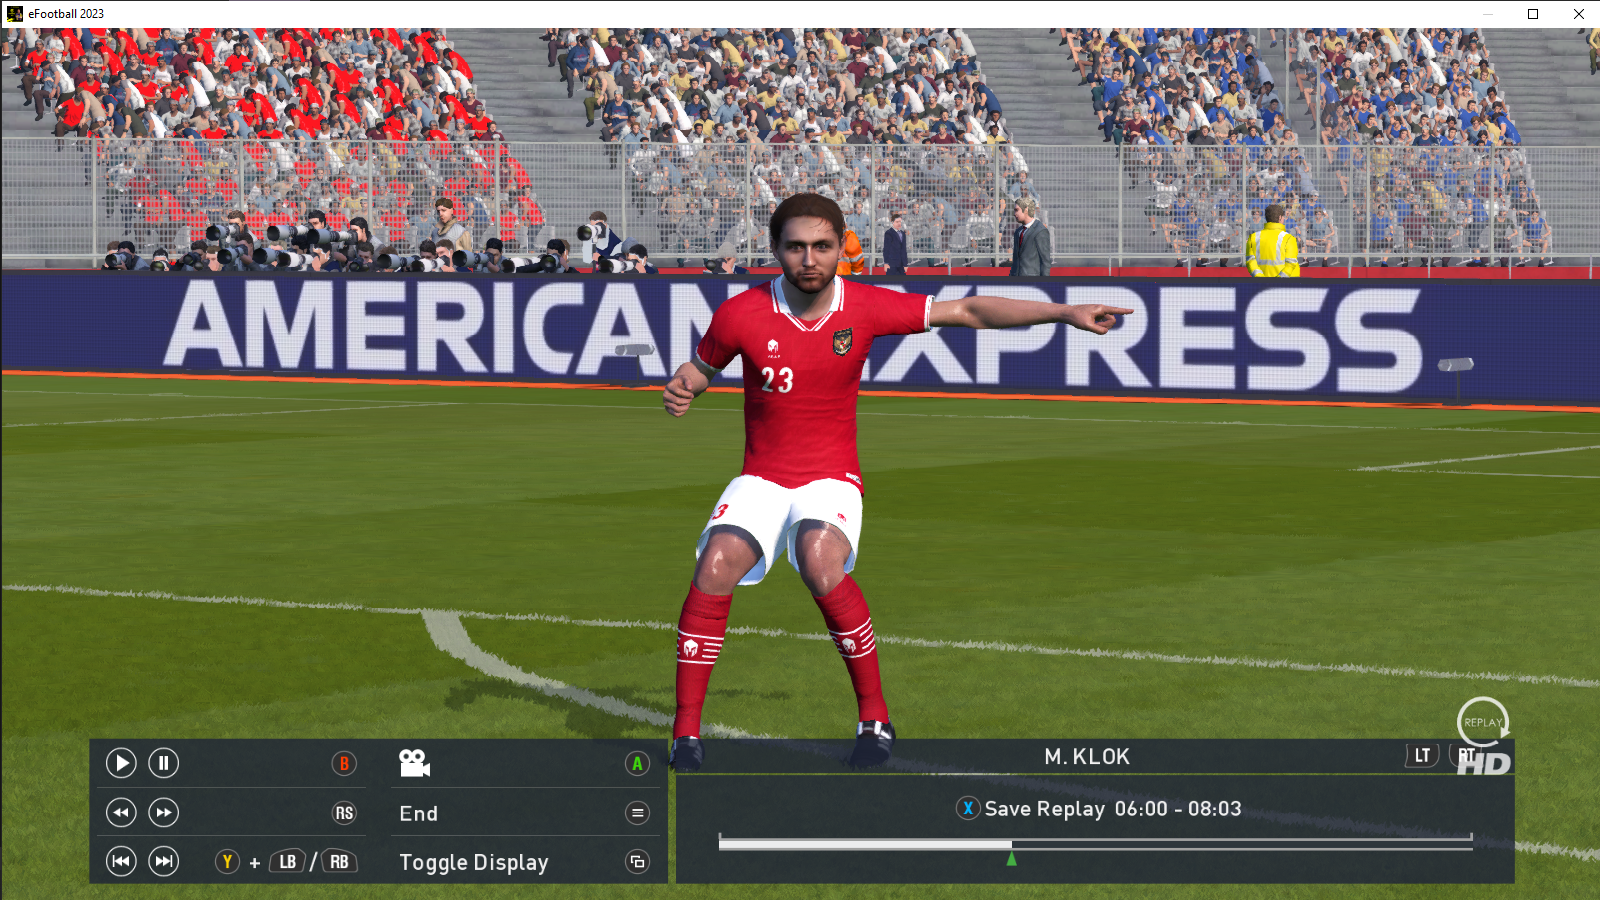 eFootball 2023
AMERICAN EXPRESS
23
3
REPLAY
HD
B
A
M. KLOK
LT
RT
RS
End
X Save Replay 06:00 - 08:03
Y + LB / RB
Toggle Display